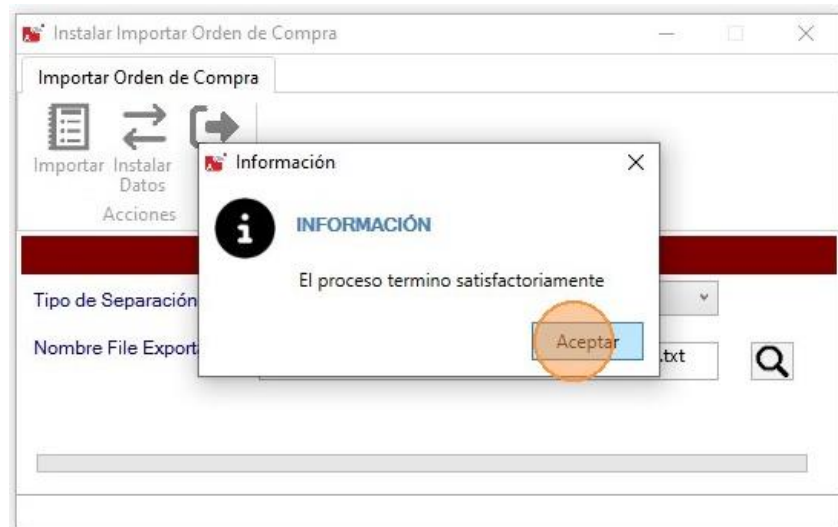 Instalar Importar Orden de Compra
Importar Orden de Compra
Importar Instalar
Datos
Acciones
Información
INFORMACIÓN
El proceso termino satisfactoriamente
Aceptar
Tipo de Separación
Nombre File Export
.txt